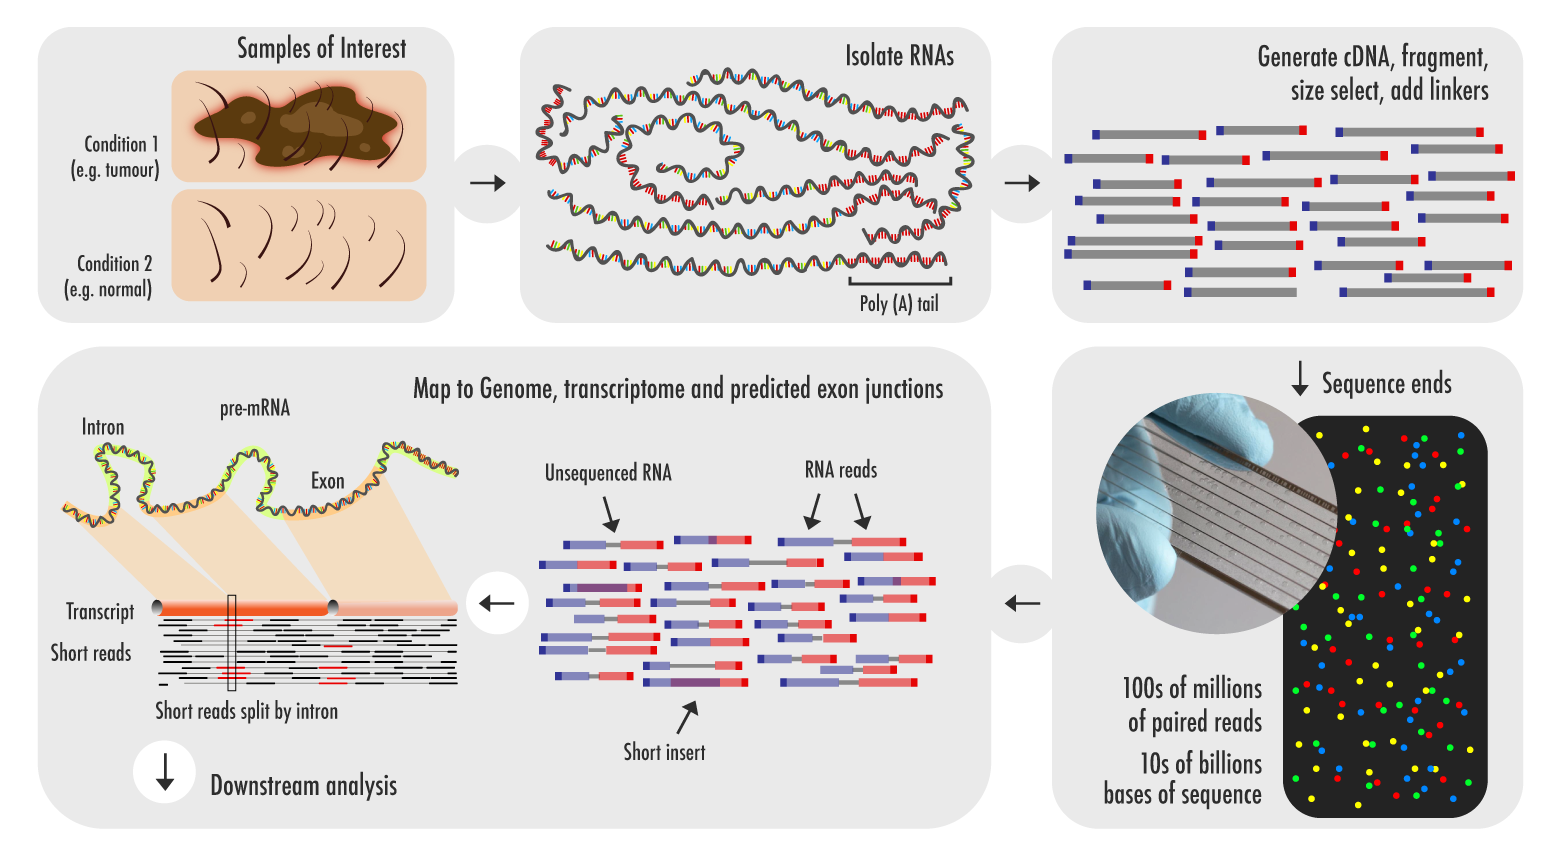 Samples of Interest
Condition 1
(e.g. tumour)
Condition 2
(e.g. normal)
Isolate RNAs
Poly (A) tail
Generate cDNA, fragment,
size select, add linkers
Sequence ends
100s of millions
of paired reads
10s of billions
bases of sequence
Map to Genome, transcriptome and predicted exon junctions
pre-mRNA
Intron
Exon
Unsequenced RNA
RNA reads
Transcript
Short reads
Short reads split by intron
Short insert
Downstream analysis